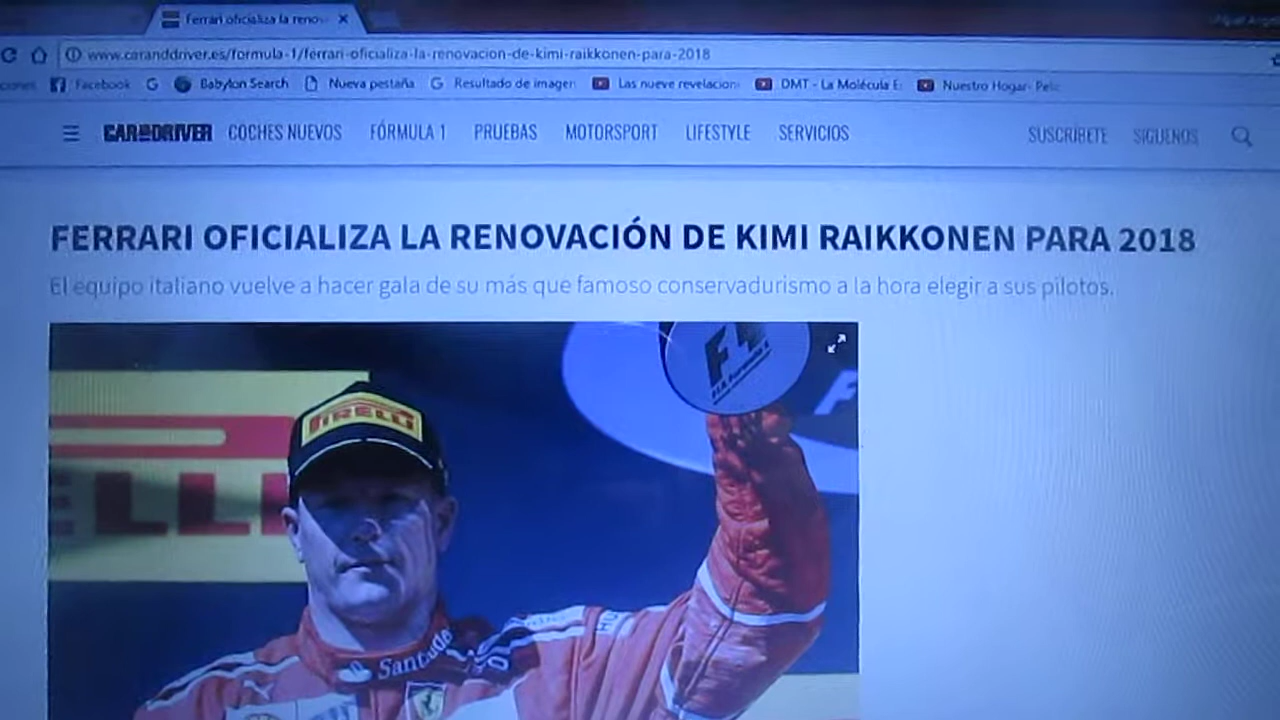 Ferrari oficializa la renov
www.caranddriver.es/formula-1/ferrari-oficializa-la-renovacion-de-kimi-raikkonen-para-2018
Facebook
G
Babylon Search
Nueva pestaña
G
Resultado de imagen
Las nueve revelacion
DMT - La Molécula E
Nuestro Hogar- Pelic
CAR AND DRIVER
COCHES NUEVOS
FÓRMULA 1
PRUEBAS
MOTORSPORT
LIFESTYLE
SERVICIOS
SUSCRÍBETE
SÍGUENOS
FERRARI OFICIALIZA LA RENOVACIÓN DE KIMI RAIKKONEN PARA 2018
El equipo italiano vuelve a hacer gala de su más que famoso conservadurismo a la hora elegir a sus pilotos.
F1
PIRELLI
ELLI
Santander